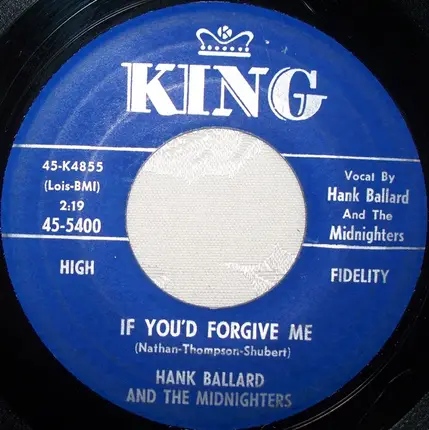 K
KING
45-K4855
(Lois-BMI)
2:19
45-5400
Vocal By
Hank Ballard
And The
Midnighters
HIGH
FIDELITY
IF YOU'D FORGIVE ME
(Nathan-Thompson-Shubert)
HANK BALLARD
AND THE MIDNIGHTERS